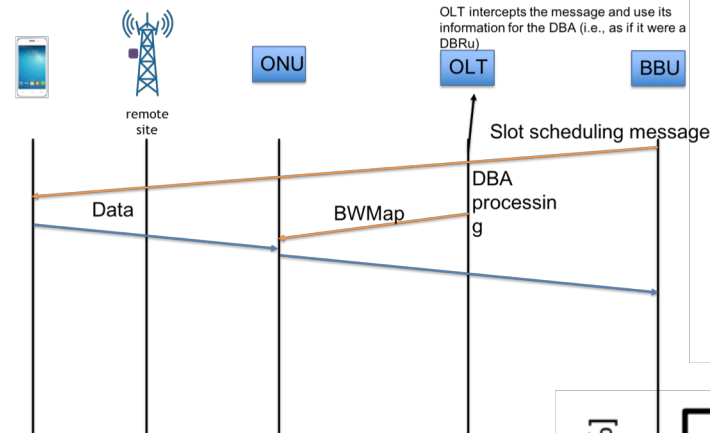 OLT intercepts the message and use its
information for the DBA (i.e., as if it were a
DBRu)
ONU
OLT
BBU
remote
site
Slot scheduling message
DBA
processin
g
Data
BWMap